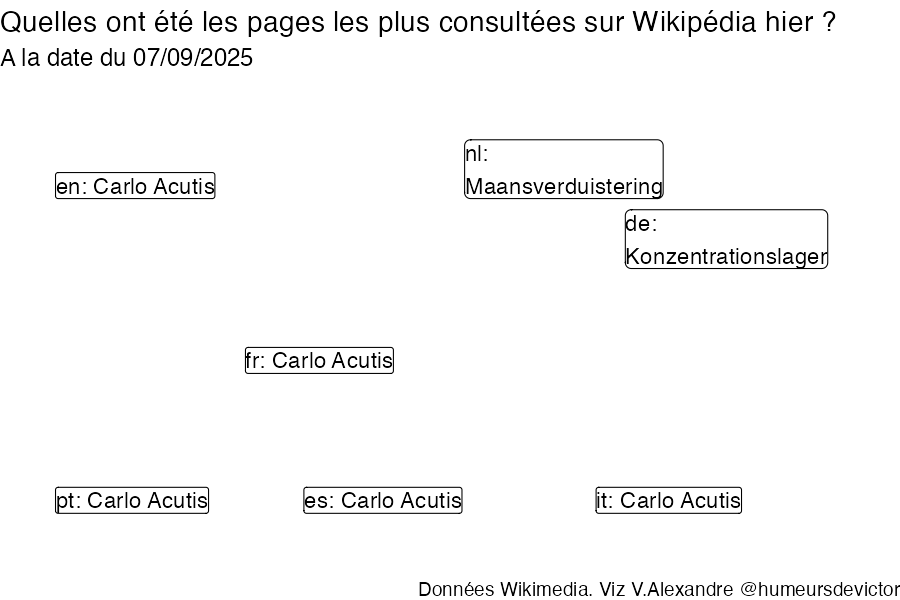 Quelles ont été les pages les plus consultées sur Wikipédia hier ?
A la date du 07/09/2025
nl:
Maansverduistering
en: Carlo Acutis
de:
Konzentrationslager
fr: Carlo Acutis
pt: Carlo Acutis
es: Carlo Acutis
it: Carlo Acutis
Données Wikimedia. Viz V.Alexandre @humeursdevictor